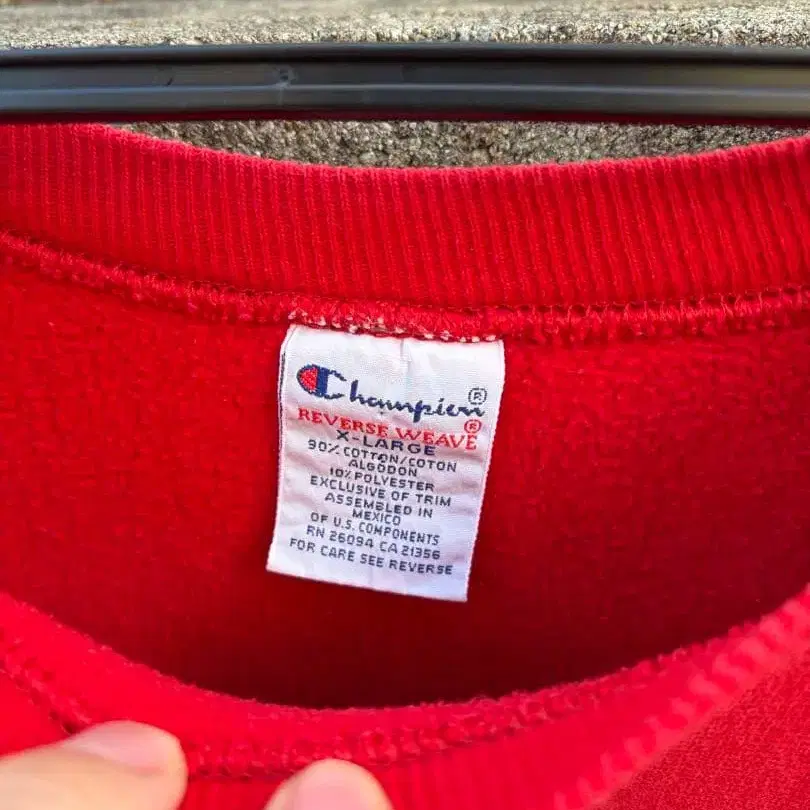 Champion®
REVERSE WEAVE®
X-LARGE
90% COTTON/COTON
ALGODON
10% POLYESTER
EXCLUSIVE OF TRIM
ASSEMBLED IN
MEXICO
OF U.S. COMPONENTS
RN 26094 CA 21356
FOR CARE SEE REVERSE